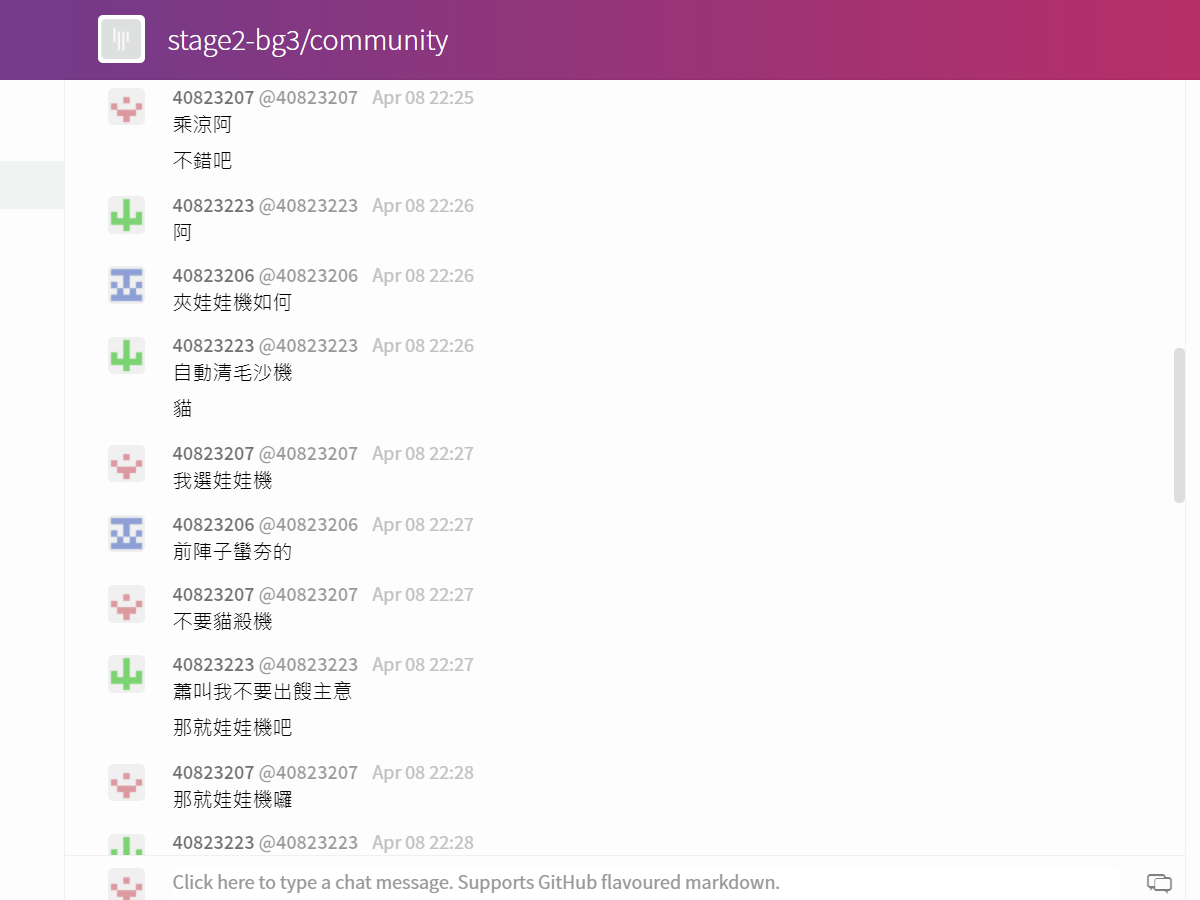 stage2-bg3/community
40823207 @40823207 Apr 08 22:25
乘涼阿
不錯吧
40823223 @40823223 Apr 08 22:26
阿
40823206 @40823206 Apr 08 22:26
夾娃娃機如何
40823223 @40823223 Apr 08 22:26
自動清毛沙機
貓
40823207 @40823207 Apr 08 22:27
我選娃娃機
40823206 @40823206 Apr 08 22:27
前陣子蠻夯的
40823207 @40823207 Apr 08 22:27
不要貓殺機
40823223 @40823223 Apr 08 22:27
蕭叫我不要出餿主意
那就娃娃機吧
40823207 @40823207 Apr 08 22:28
那就娃娃機囉
40823223 @40823223 Apr 08 22:28
Click here to type a chat message. Supports GitHub flavoured markdown.